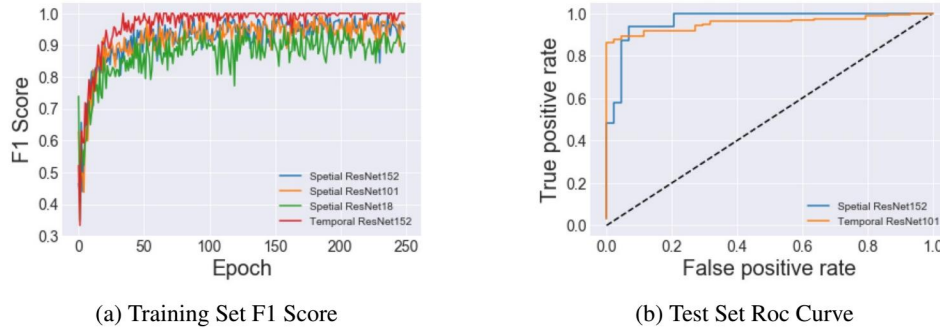 1.0
0.9
0.8
0.7
0.6
0.5
0.4
0.3
F1 Score
0 50 100 150 200 250
Epoch
Spetial ResNet152
Spetial ResNet101
Spetial ResNet18
Temporal ResNet152
(a) Training Set F1 Score
1.0
0.8
0.6
0.4
0.2
0.0
True positive rate
0.0 0.2 0.4 0.6 0.8 1.0
False positive rate
Spetial ResNet152
Temporal ResNet101
(b) Test Set Roc Curve